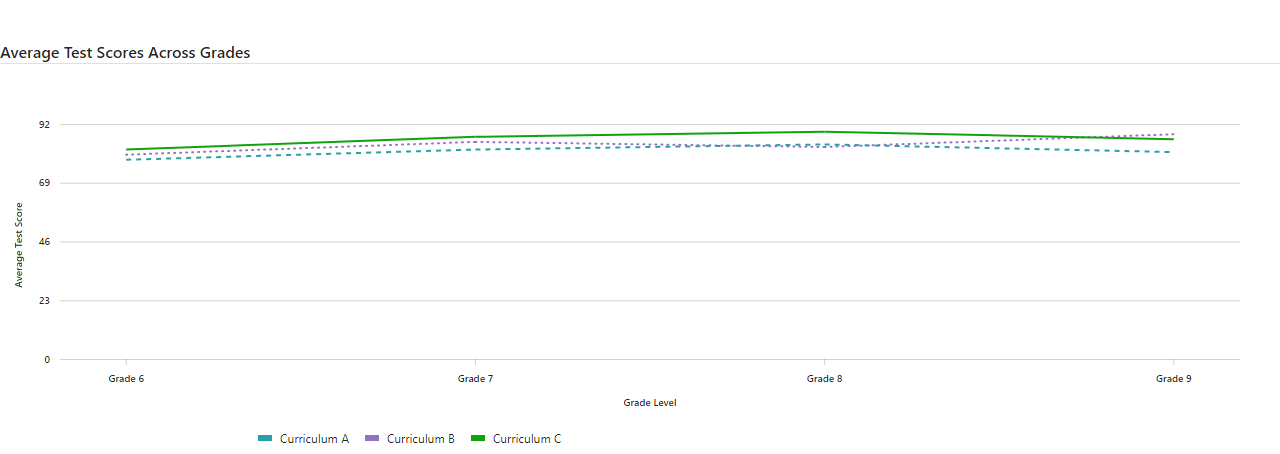 Average Test Scores Across Grades
92
69
46
23
0
Average Test Score
Grade 6 Grade 7 Grade 8 Grade 9
Grade Level
Curriculum A Curriculum B Curriculum C